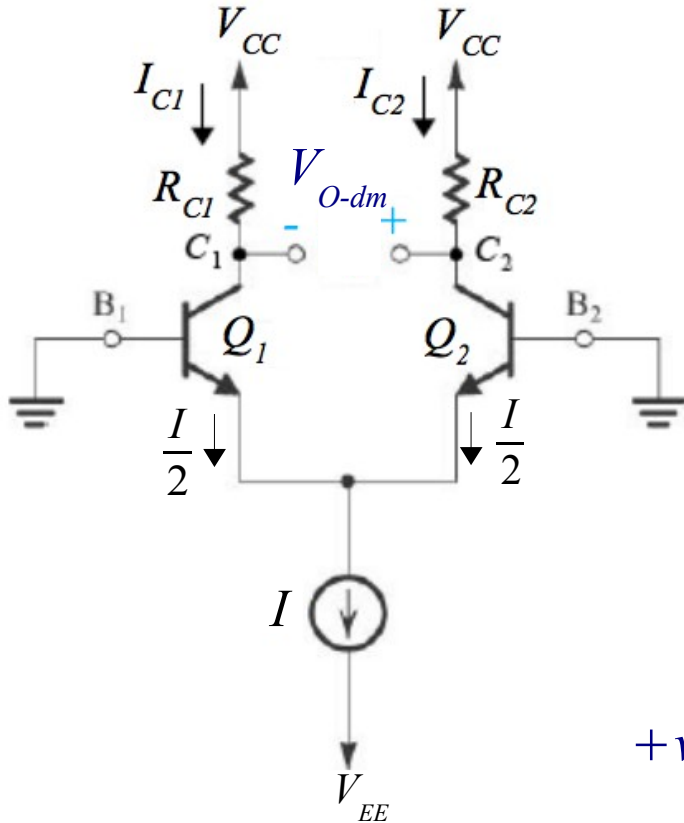 V_CC V_CC
I_C1 I_C2
R_C1 V_O-dm R_C2
- +
C_1 C_2
B_1 B_2
Q_1 Q_2
I/2 I/2
I
+v
V_EE